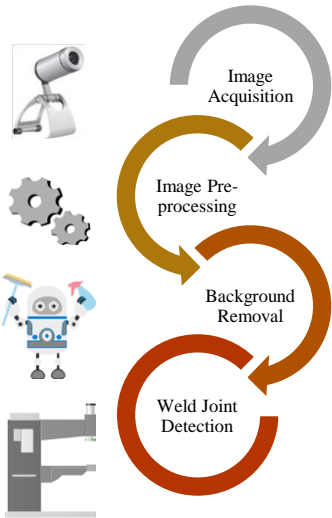 Image
Acquisition
Image Pre-
processing
Background
Removal
Weld Joint
Detection